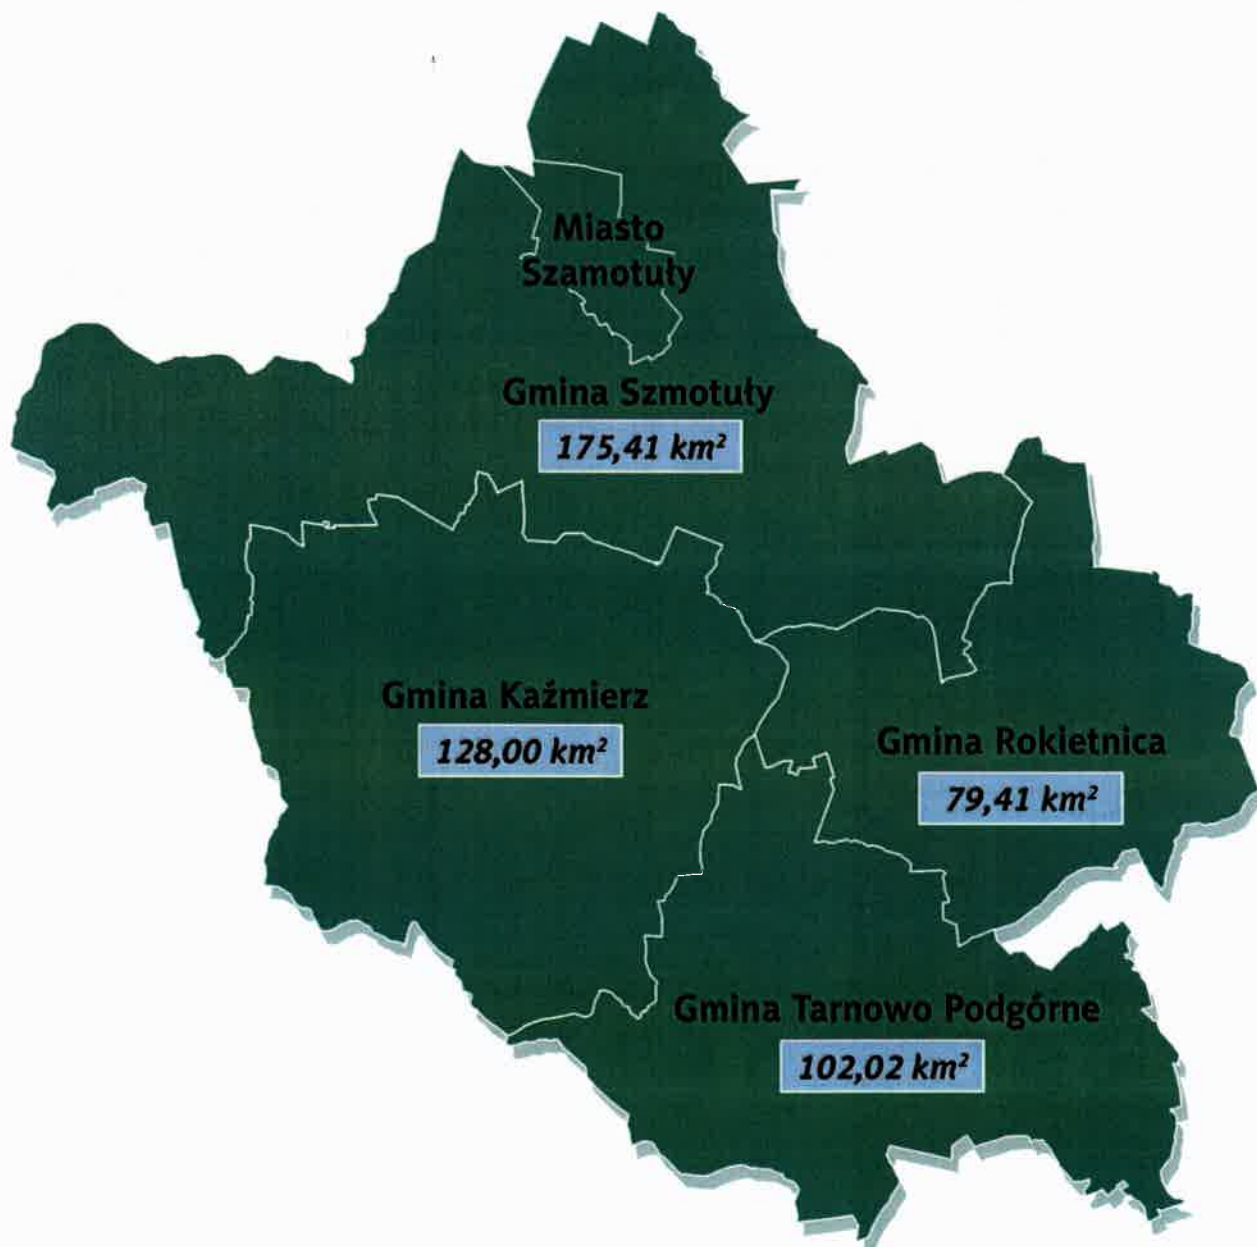 Miasto
Szamotuły
Gmina Szmotuły
175,41 km²
Gmina Kaźmierz
128,00 km²
Gmina Rokietnica
79,41 km²
Gmina Tarnowo Podgórne
102,02 km²